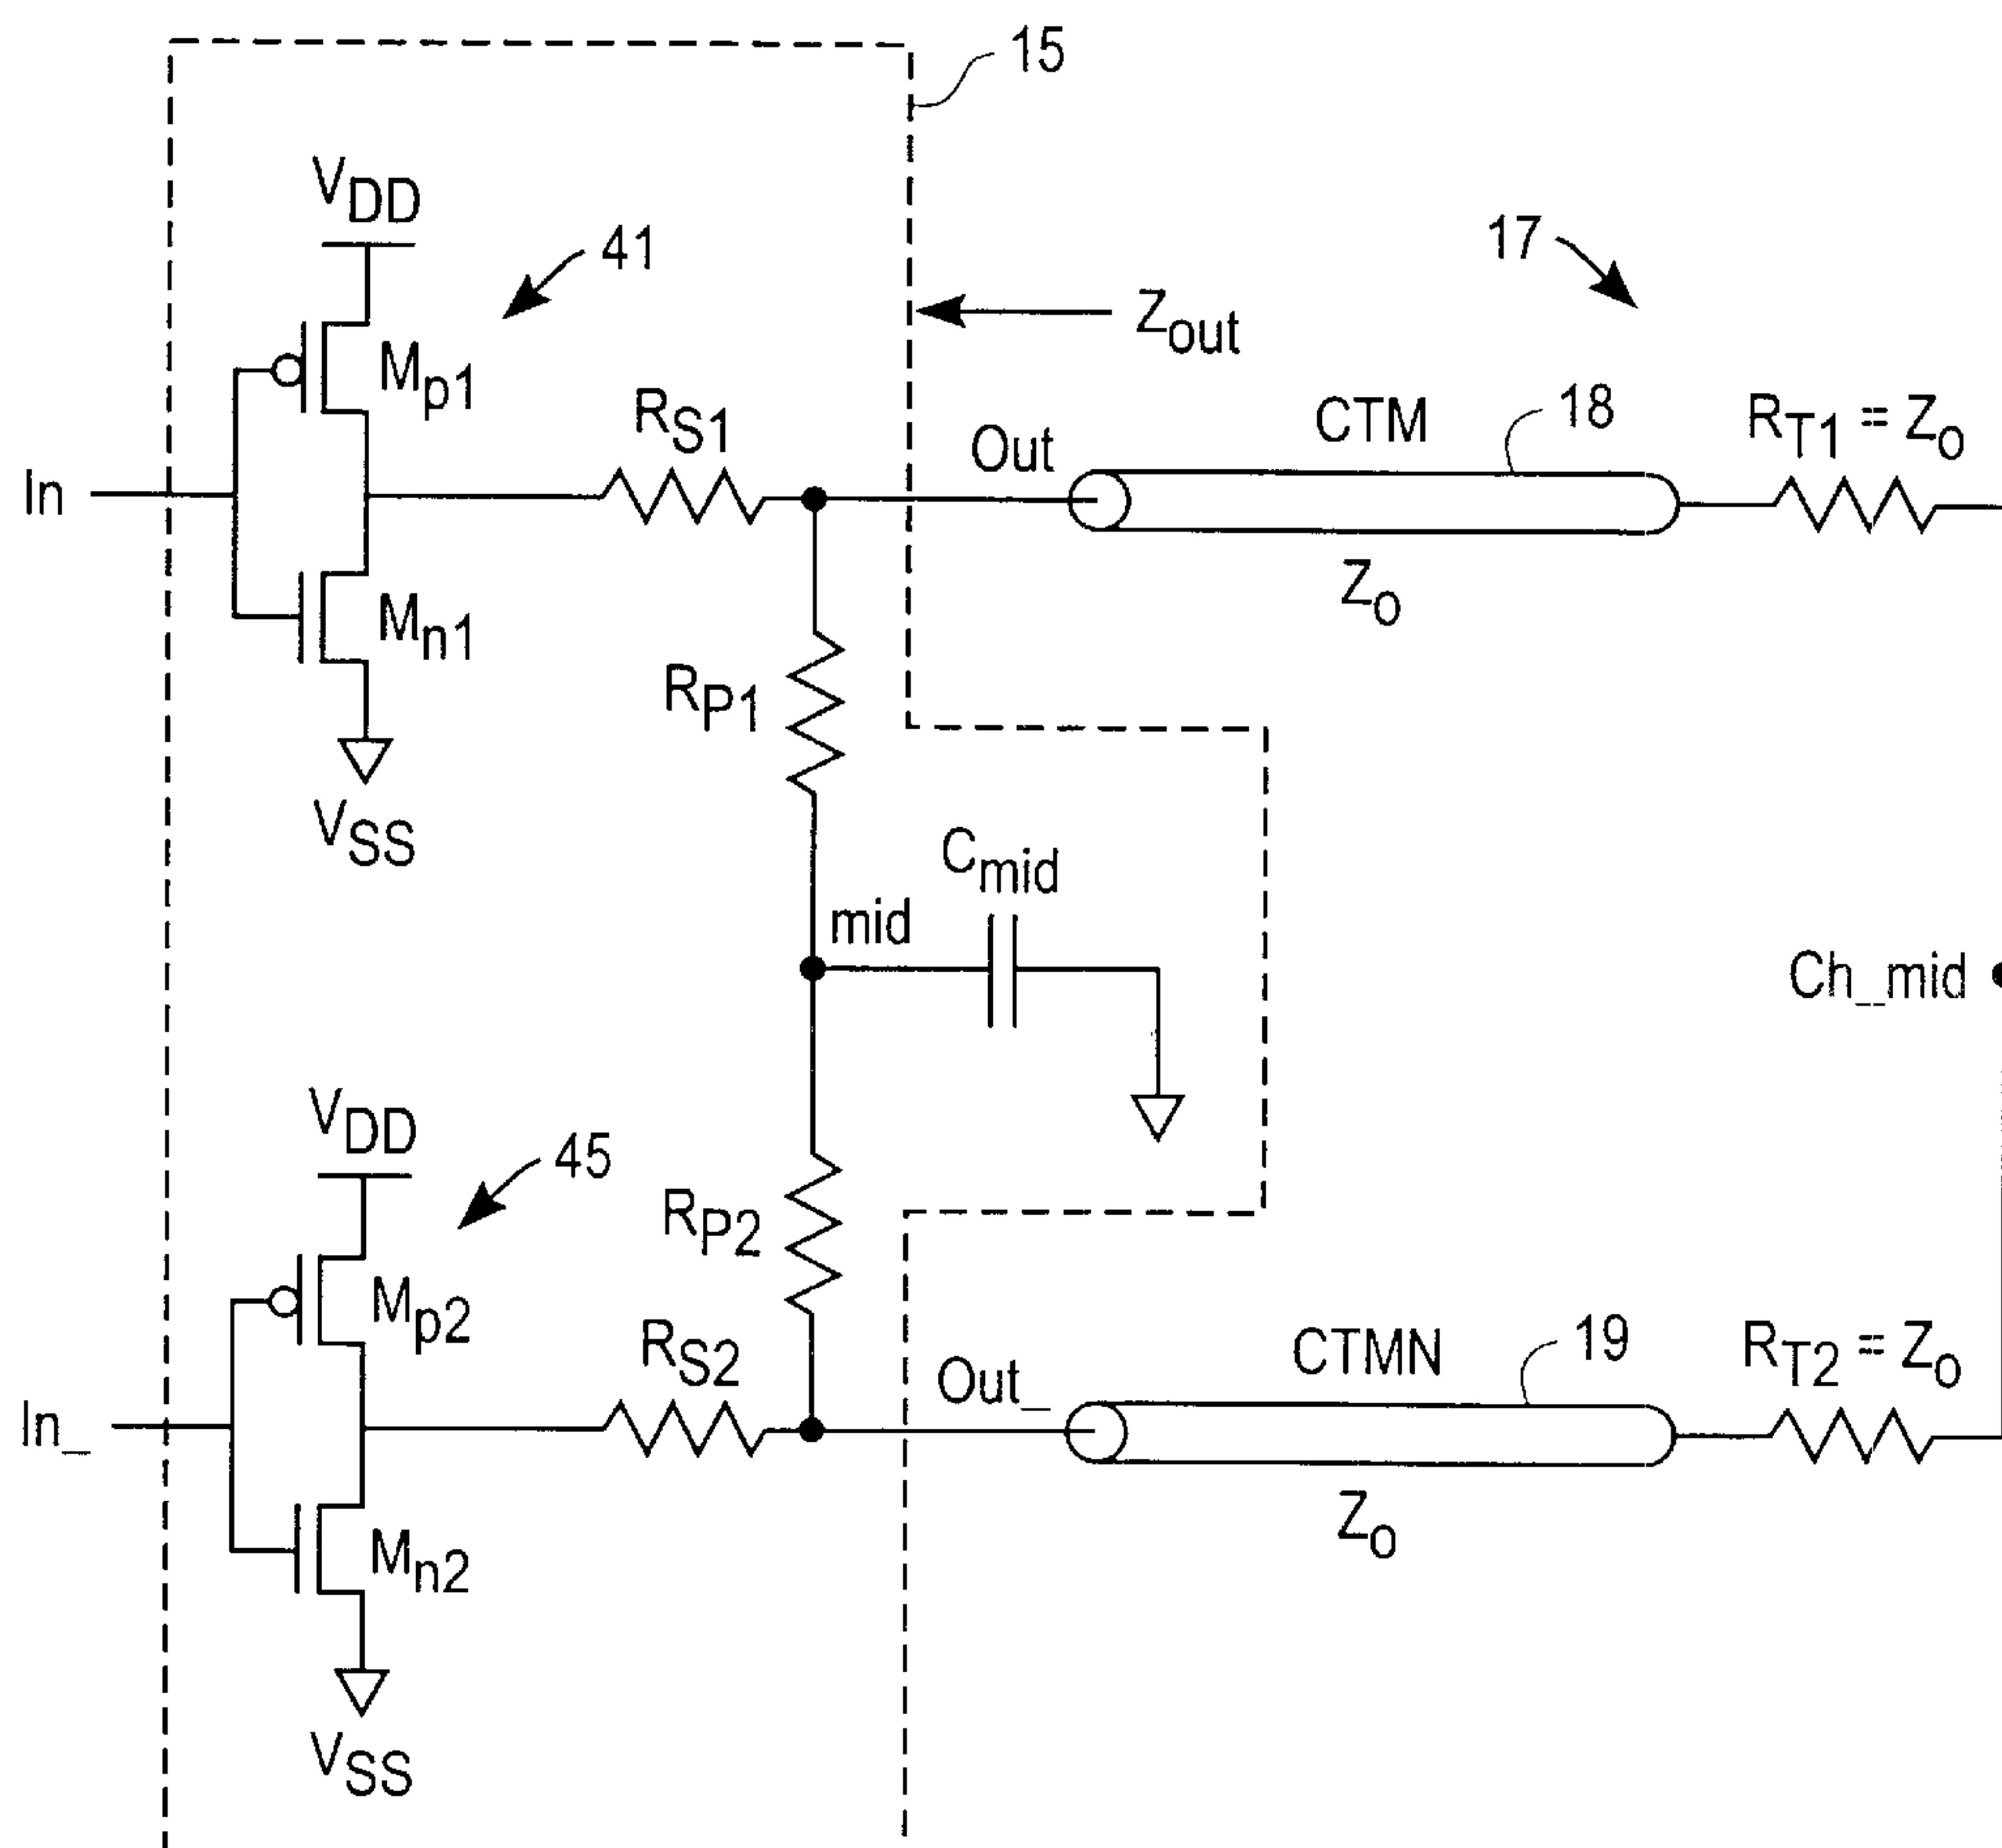 15
VDD
41
17
Zout
Mp1
RS1
CTM
18
RT1 = Zo
Out
In
Zo
Mn1
RP1
VSS
Cmid
mid
Ch_mid
VDD
45
RP2
Mp2
RS2
CTMN
19
RT2 = Zo
Out_
In_
Zo
Mn2
VSS